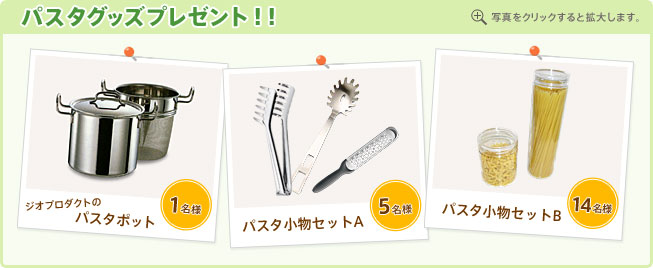 パスタグッズプレゼント!!
写真をクリックすると拡大します。
ジオプロダクトの
パスタポット
1名様
パスタ小物セットA
5名様
パスタ小物セットB
14名様